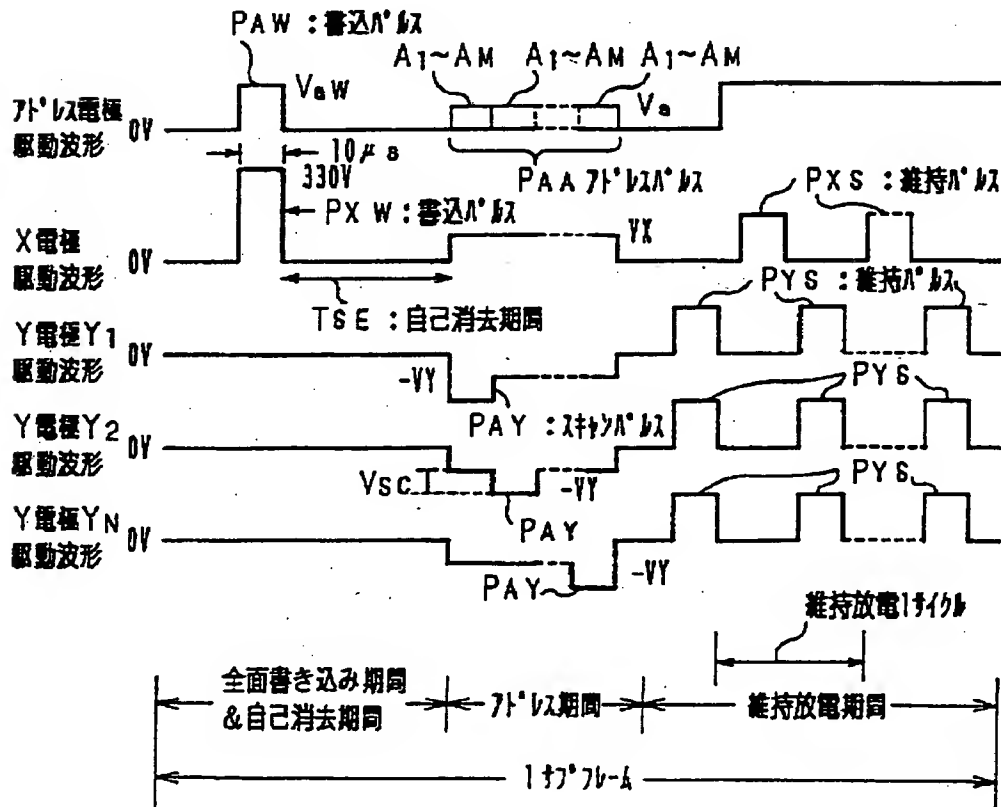 PAW：書込パルス
VaW
A1~AM A1~AM A1~AM
Va
アドレス電極
駆動波形
0V
10μs
PAA アドレスパルス
330V
PXW：書込パルス
PXS：維持パルス
VX
X電極
駆動波形
0V
TSE：自己消去期間
PYS：維持パルス
Y電極Y1
駆動波形
0V
-VY
PAY：スキャンパルス
PYS
Y電極Y2
駆動波形
0V
VSC
-VY
PAY
PYS
Y電極YN
駆動波形
0V
-VY
PAY
維持放電1サイクル
全面書き込み期間
&自己消去期間
アドレス期間
維持放電期間
1サブフレーム